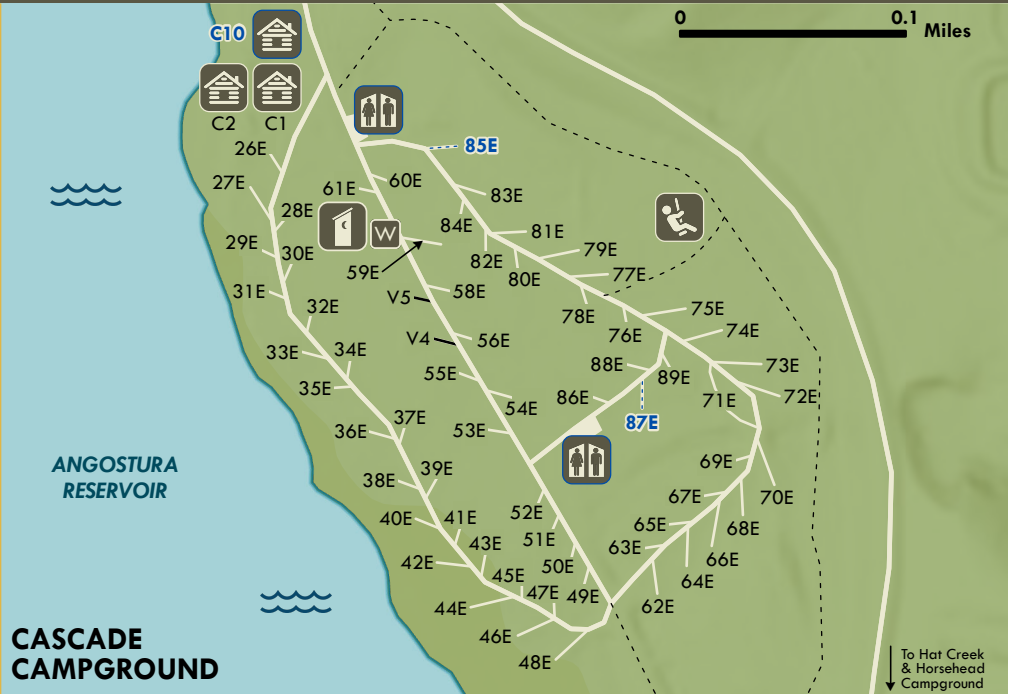 0 0.1
Miles
C10
C2 C1
26E
85E
27E
61E
60E
83E
28E
W
84E
81E
29E
30E
59E
82E
79E
80E
77E
31E
V5
58E
32E
78E
75E
76E
74E
33E
34E
V4
56E
88E
89E
73E
35E
55E
86E
71E
72E
37E
54E
87E
36E
53E
ANGOSTURA
RESERVOIR
38E
39E
69E
70E
67E
40E
41E
52E
65E
68E
51E
63E
66E
42E
43E
50E
64E
45E
47E
49E
62E
44E
46E
48E
CASCADE
CAMPGROUND
To Hat Creek
& Horsehead
Campground